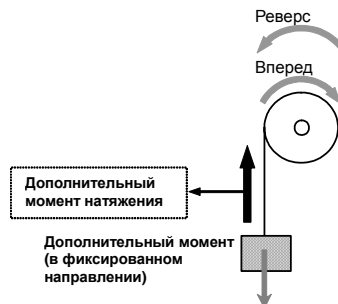 Реверс
Вперед
Дополнительный
момент натяжения
Дополнительный момент
(в фиксированном
направлении)